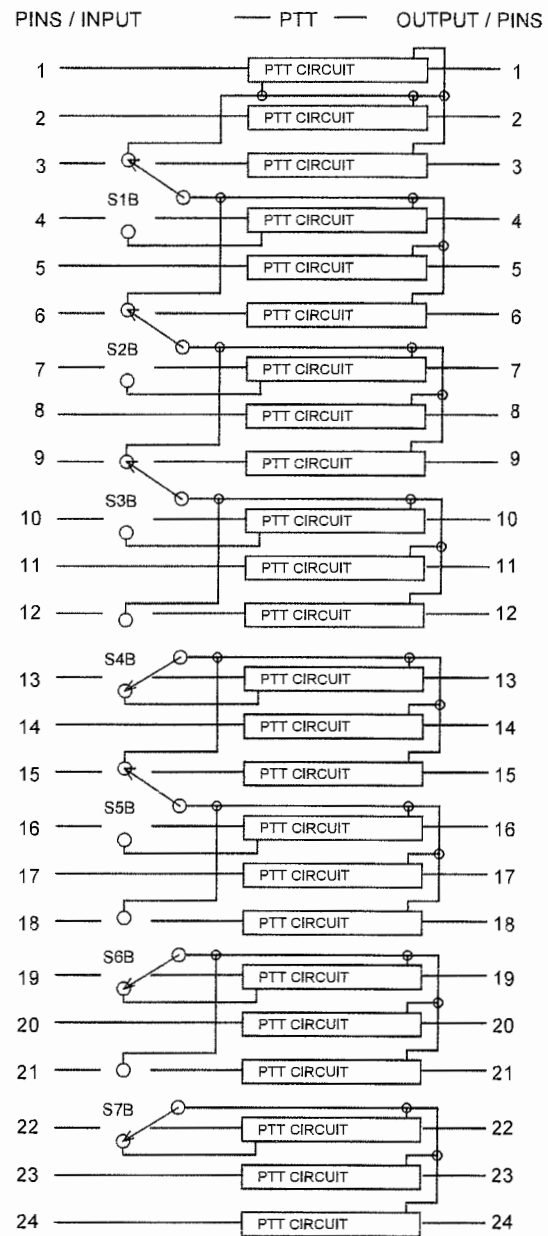 PINS / INPUT — PTT — OUTPUT / PINS
1 PTT CIRCUIT 1
2 PTT CIRCUIT 2
3 PTT CIRCUIT 3
S1B
4 PTT CIRCUIT 4
5 PTT CIRCUIT 5
6 PTT CIRCUIT 6
S2B
7 PTT CIRCUIT 7
8 PTT CIRCUIT 8
9 PTT CIRCUIT 9
S3B
10 PTT CIRCUIT 10
11 PTT CIRCUIT 11
12 PTT CIRCUIT 12
S4B
13 PTT CIRCUIT 13
14 PTT CIRCUIT 14
15 PTT CIRCUIT 15
S5B
16 PTT CIRCUIT 16
17 PTT CIRCUIT 17
18 PTT CIRCUIT 18
S6B
19 PTT CIRCUIT 19
20 PTT CIRCUIT 20
21 PTT CIRCUIT 21
S7B
22 PTT CIRCUIT 22
23 PTT CIRCUIT 23
24 PTT CIRCUIT 24